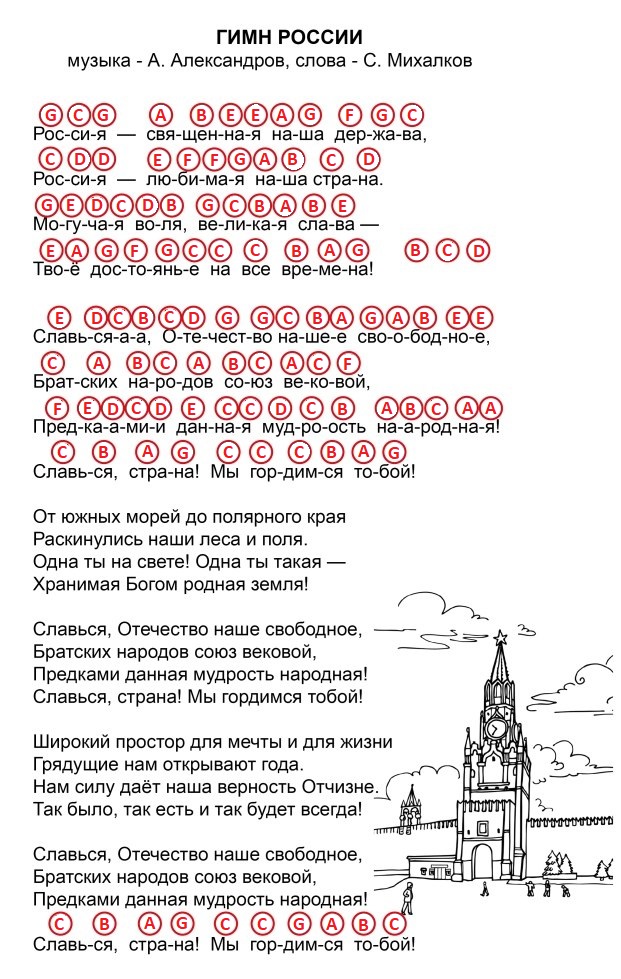 ГИМН РОССИИ
музыка - А. Александров, слова - С. Михалков
G C G A B E E A G F G C
Рос-си-я — свя-щен-на-я на-ша дер-жа-ва,
C D D E F F G A B C D
Рос-си-я — лю-би-ма-я на-ша стра-на.
G E D C D B G C B A B E
Мо-гу-ча-я во-ля, ве-ли-ка-я сла-ва —
E A G F G C C C B A G B C D
Тво-ё дос-то-янь-е на все вре-ме-на!
E D C B C D G G C B A G A B E E
Славь-ся-а-а, О-те-чест-во на-ше-е сво-о-бод-но-е,
C A B C A B C A C F
Брат-ских на-ро-дов со-юз ве-ко-вой,
F E D C D E C C D C B A B C A A
Пред-ка-а-ми-и дан-на-я муд-ро-ость на-а-род-на-я!
C B A G C C C B A G
Славь-ся, стра-на! Мы гор-дим-ся то-бой!
От южных морей до полярного края
Раскинулись наши леса и поля.
Одна ты на свете! Одна ты такая —
Хранимая Богом родная земля!
Славься, Отечество наше свободное,
Братских народов союз вековой,
Предками данная мудрость народная!
Славься, страна! Мы гордимся тобой!
Широкий простор для мечты и для жизни
Грядущие нам открывают года.
Нам силу даёт наша верность Отчизне.
Так было, так есть и так будет всегда!
Славься, Отечество наше свободное,
Братских народов союз вековой,
Предками данная мудрость народная!
C B A G C C G A B C
Славь-ся, стра-на! Мы гор-дим-ся то-бой!